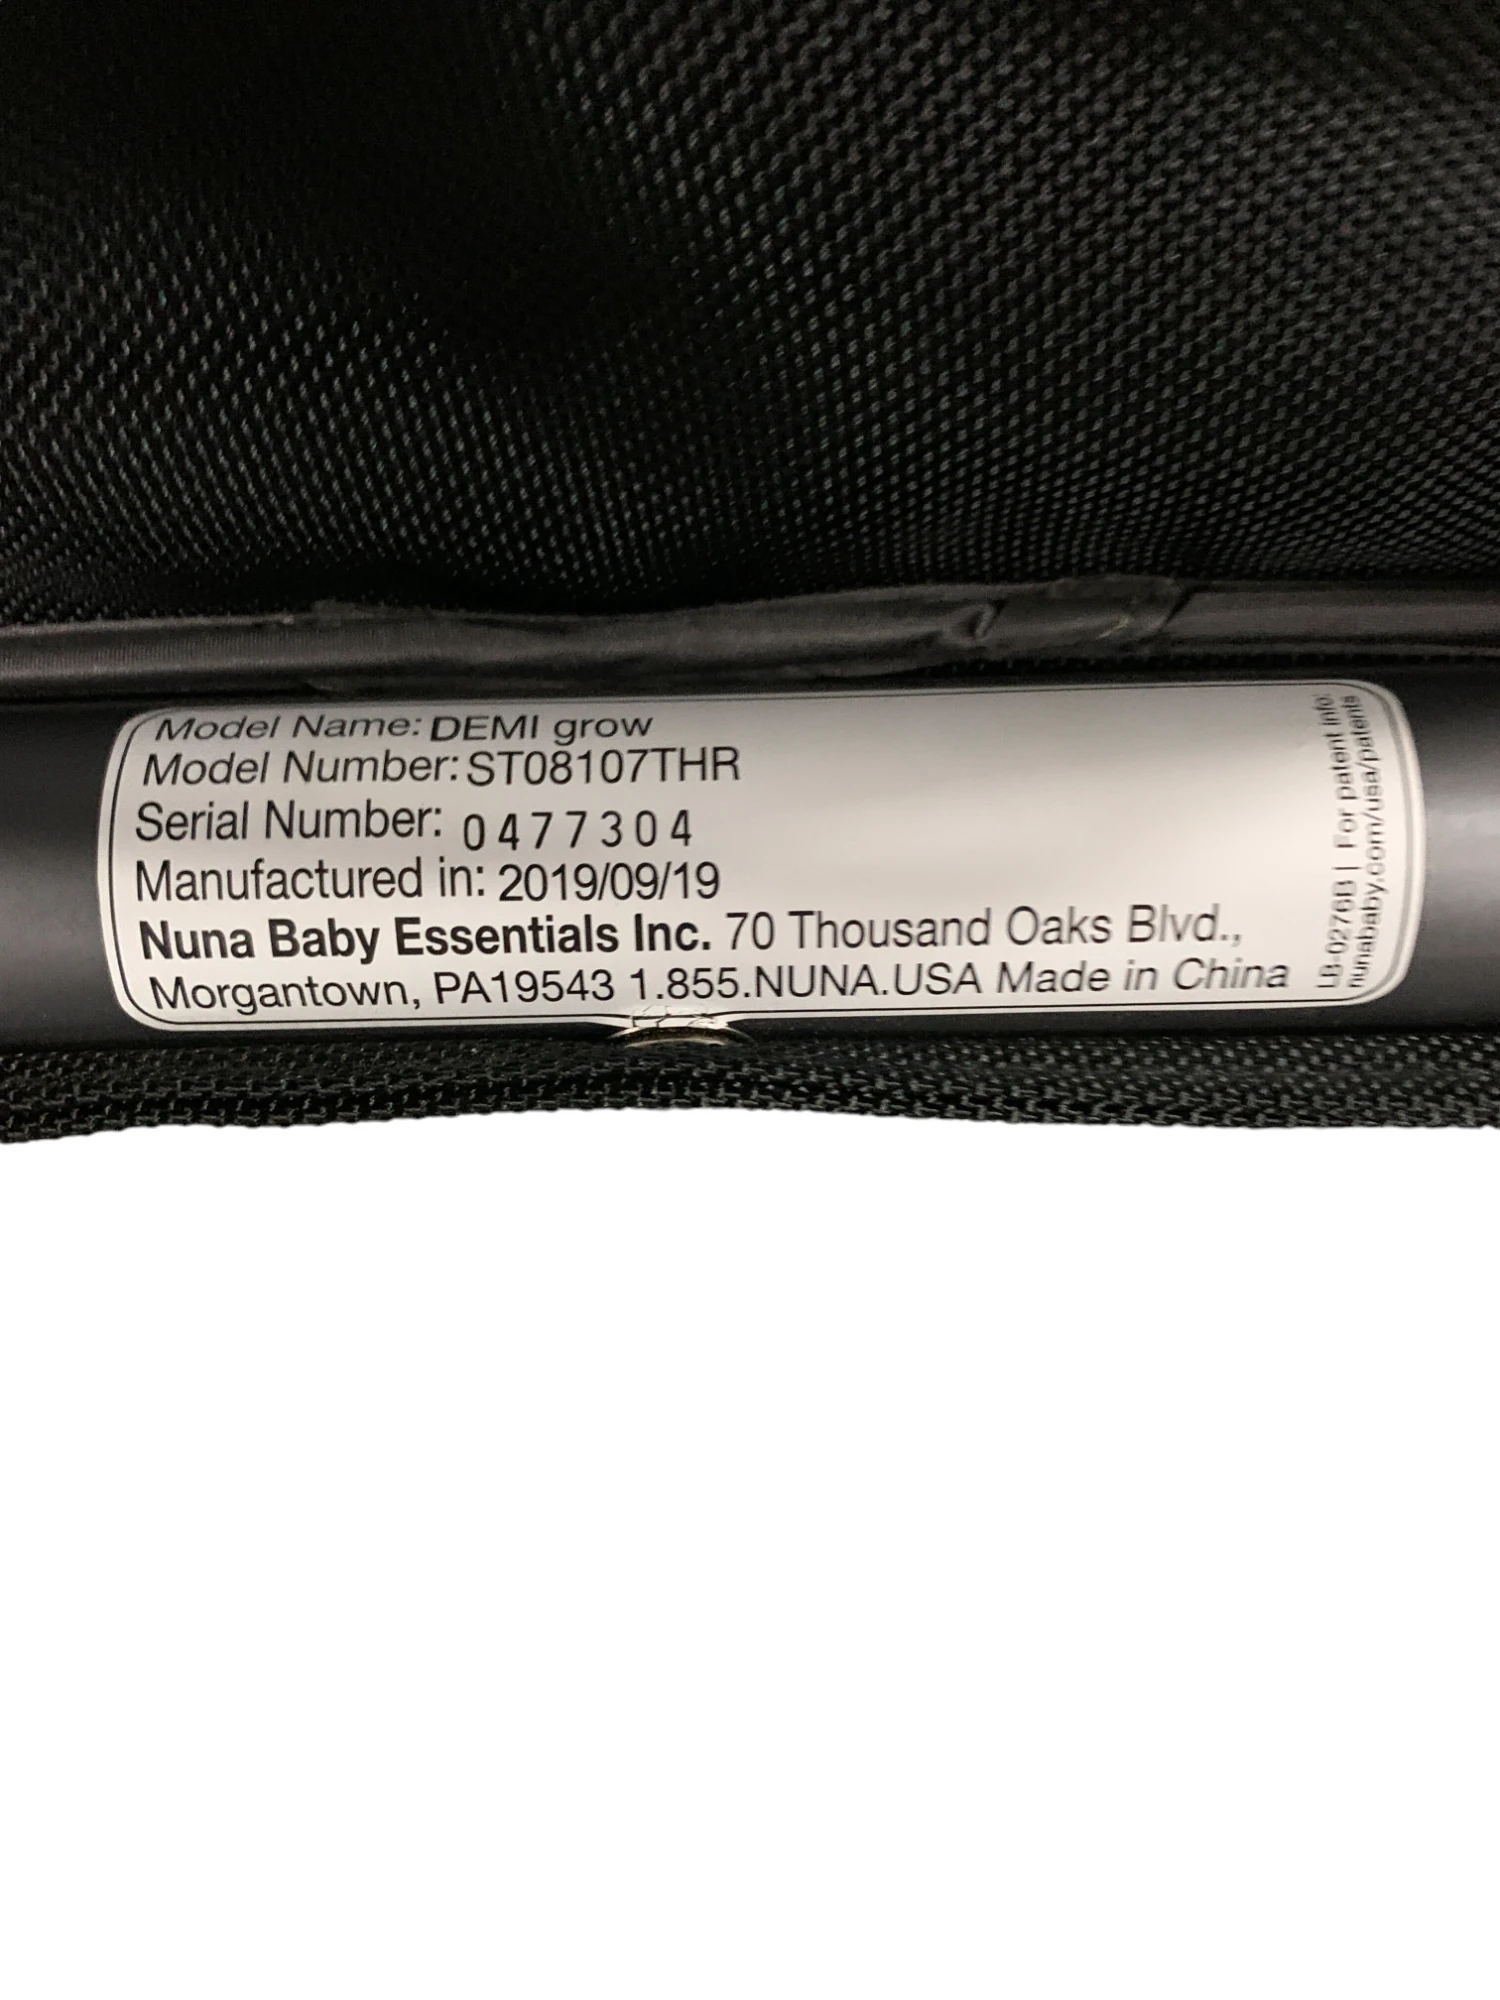 Model Name: DEMI grow
Model Number: ST08107THR
Serial Number: 0477304
Manufactured in: 2019/09/19
Nuna Baby Essentials Inc. 70 Thousand Oaks Blvd.,
Morgantown, PA19543 1.855.NUNA.USA Made in China
LB-0276B | For patent info:
nunababy.com/usa/patents